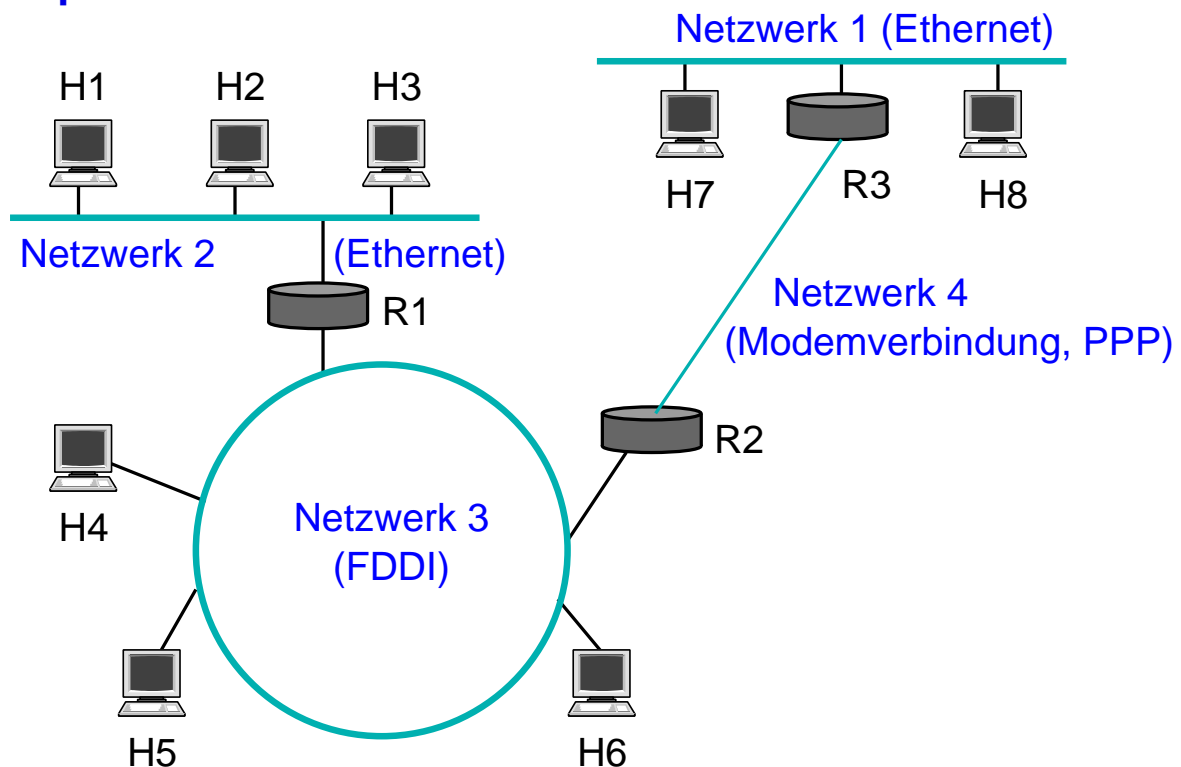 Netzwerk 1 (Ethernet)
H1 H2 H3
H7 R3 H8
Netzwerk 2 (Ethernet)
R1
Netzwerk 4
(Modemverbindung, PPP)
R2
H4
Netzwerk 3
(FDDI)
H5 H6